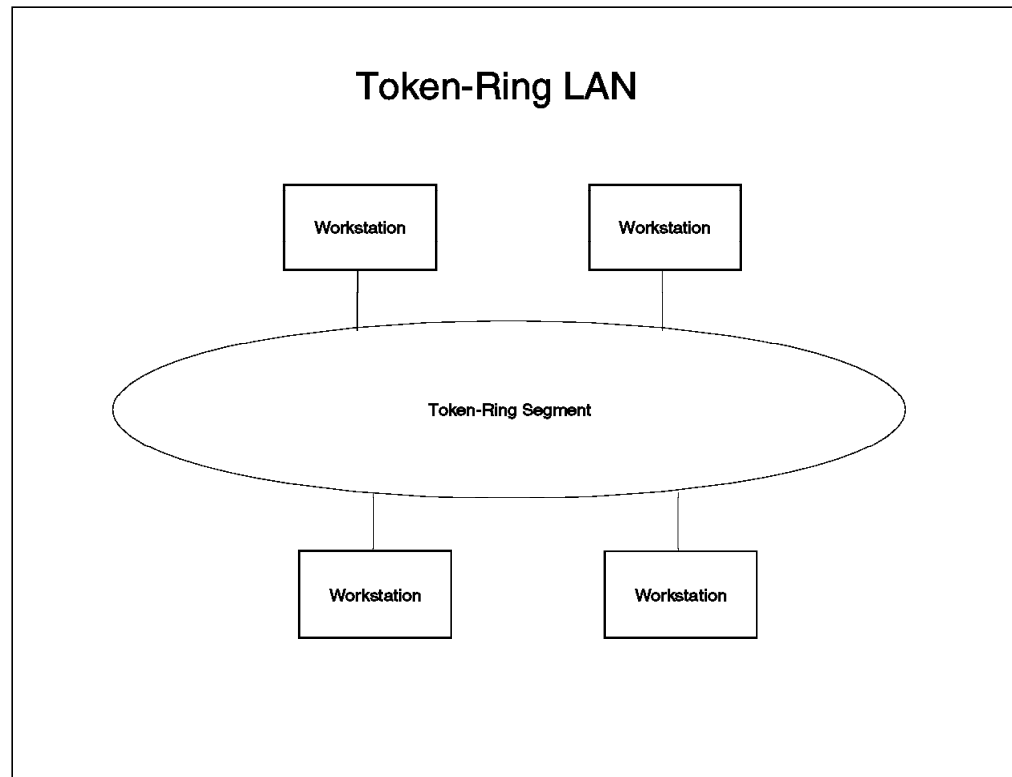 Token-Ring LAN
Workstation
Workstation
Token-Ring Segment
Workstation
Workstation